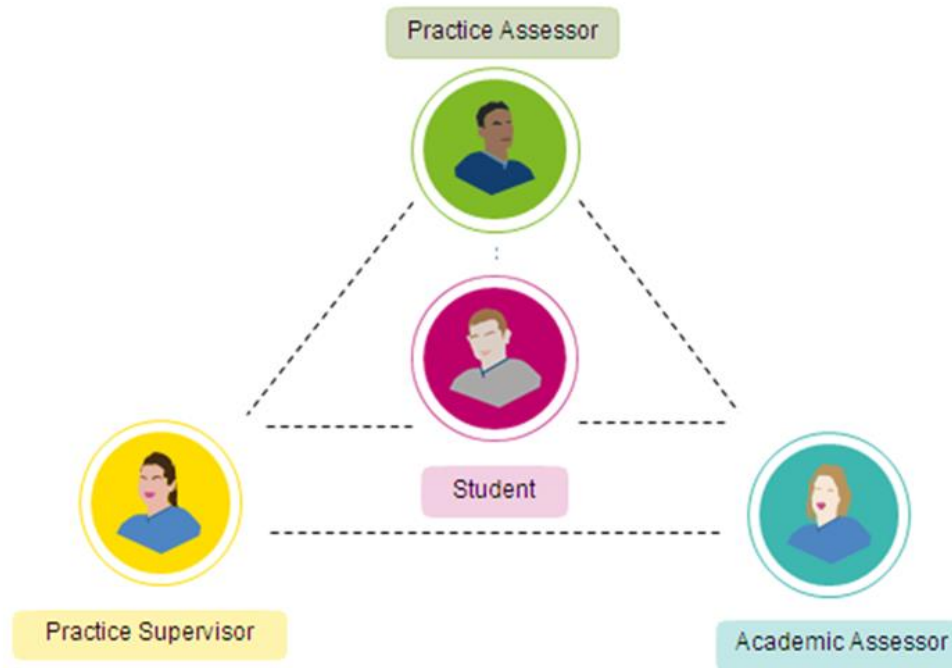 Practice Assessor
Student
Practice Supervisor
Academic Assessor